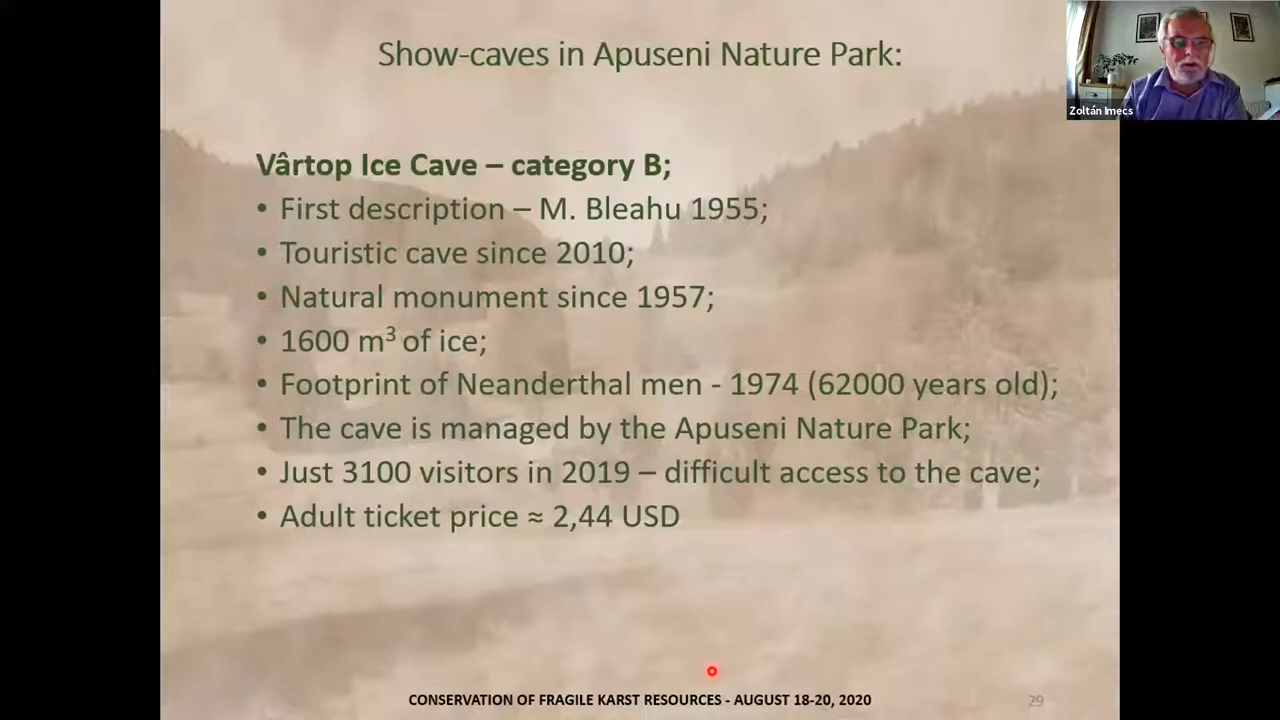 Show-caves in Apuseni Nature Park:
Zoltán Imecs
Vârtop Ice Cave – category B;
• First description – M. Bleahu 1955;
• Touristic cave since 2010;
• Natural monument since 1957;
• 1600 m³ of ice;
• Footprint of Neanderthal men - 1974 (62000 years old);
• The cave is managed by the Apuseni Nature Park;
• Just 3100 visitors in 2019 – difficult access to the cave;
• Adult ticket price ≈ 2,44 USD
CONSERVATION OF FRAGILE KARST RESOURCES - AUGUST 18-20, 2020
29